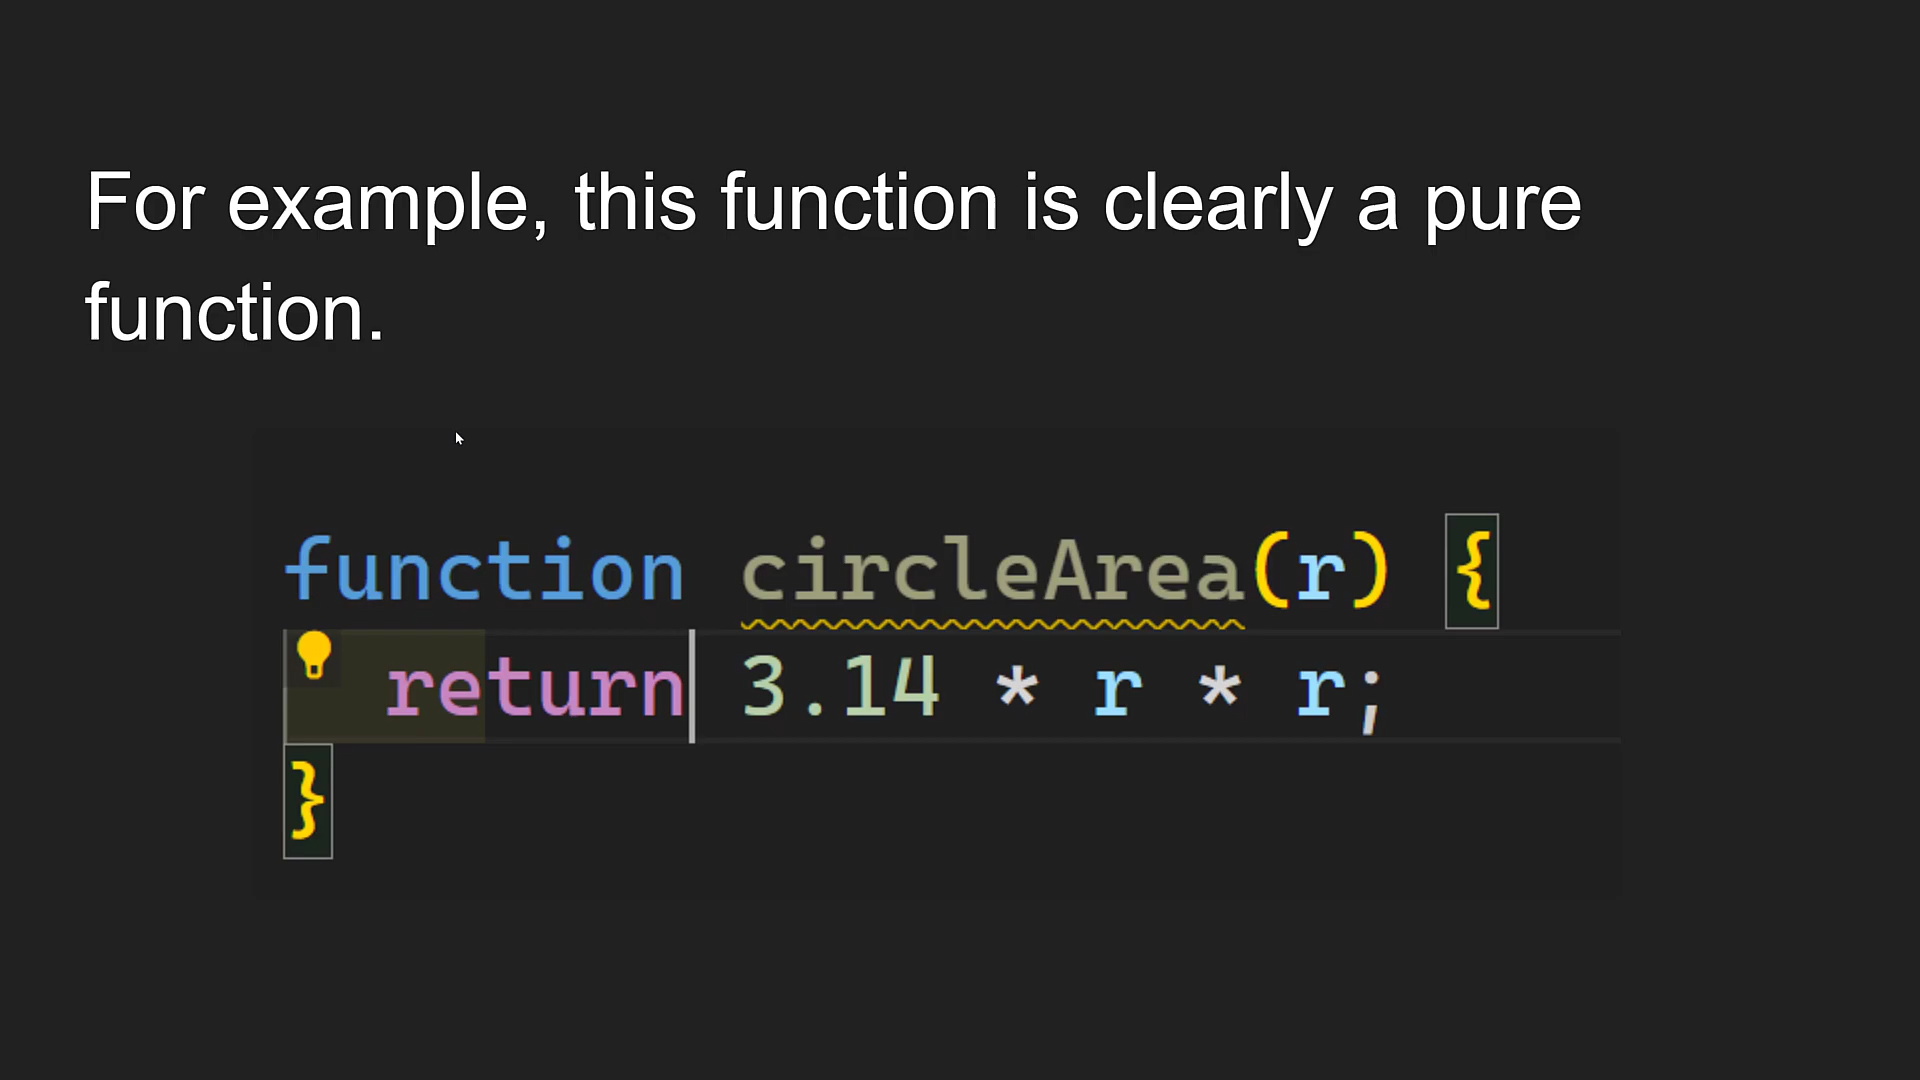 For example, this function is clearly a pure
function.
function circleArea(r) {
return 3.14 * r * r;
}